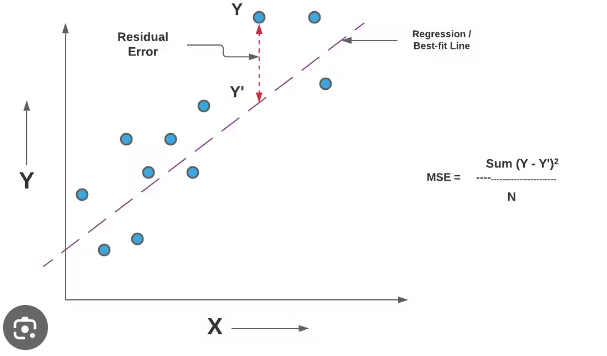 Y
Residual
Error
Regression /
Best-fit Line
Y'
Y
MSE =
Sum (Y - Y')²
N
X